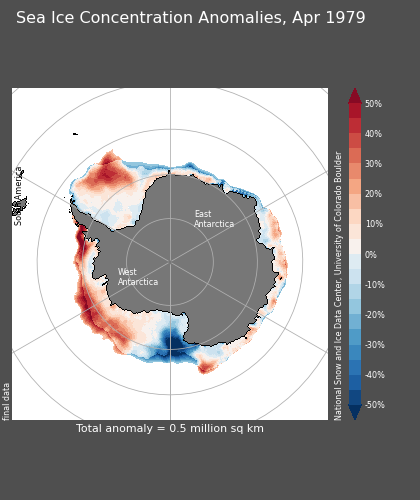 Sea Ice Concentration Anomalies, Apr 1979
South America
East
Antarctica
West
Antarctica
final data
National Snow and Ice Data Center, University of Colorado Boulder
50%
40%
30%
20%
10%
0%
-10%
-20%
-30%
-40%
-50%
Total anomaly = 0.5 million sq km